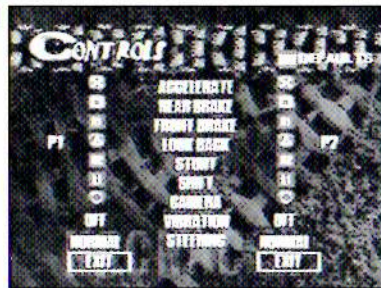 CONTROLS
DEFAULTS
ACCELERATE
REAR BRAKE
FRONT BRAKE
P1 LOOK BACK P2
STUNT
SHIFT
CAMERA
OFF VIBRATION OFF
NORMAL STEERING NORMAL
EXIT EXIT